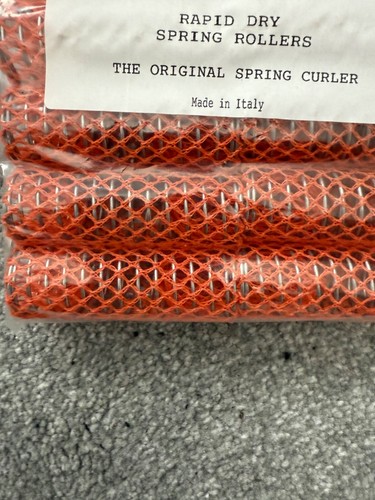 RAPID DRY
SPRING ROLLERS
THE ORIGINAL SPRING CURLER
Made in Italy